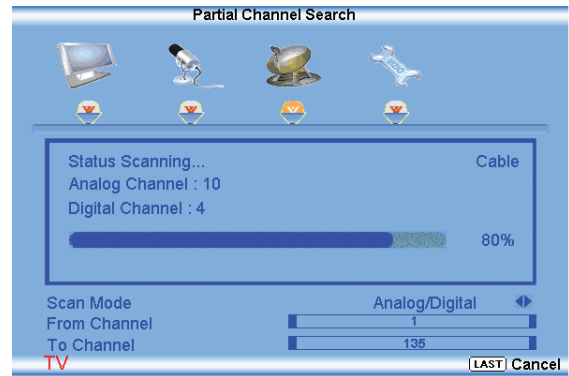 Partial Channel Search
Status Scanning... Cable
Analog Channel : 10
Digital Channel : 4
80%
Scan Mode Analog/Digital
From Channel 1
To Channel 135
TV LAST Cancel